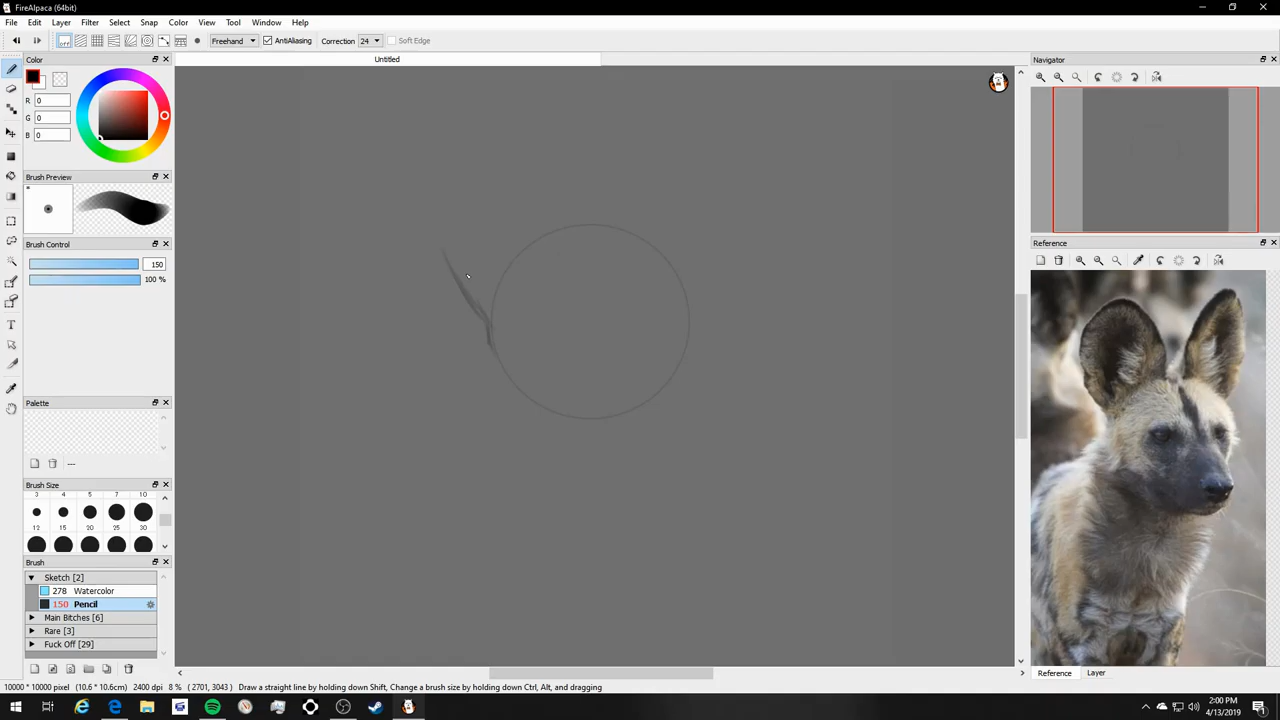 FireAlpaca (64bit)
File Edit Layer Filter Select Snap Color View Tool Window Help
off Freehand AntiAliasing Correction 24 Soft Edge
Color Untitled Navigator
R 0
G 0
B 0
Brush Preview
Brush Control Reference
150
100 %
Palette
---
Brush Size
3 4 5 7 10
12 15 20 25 30
Brush
Sketch [2]
278 Watercolor
150 Pencil
Main Bitches [6]
Rare [3]
Fuck Off [29]
Reference Layer
10000 * 10000 pixel (10.6 * 10.6cm) 2400 dpi 8 % (2701, 3043) Draw a straight line by holding down Shift, Change a brush size by holding down Ctrl, Alt, and dragging
2:00 PM
4/13/2019
1